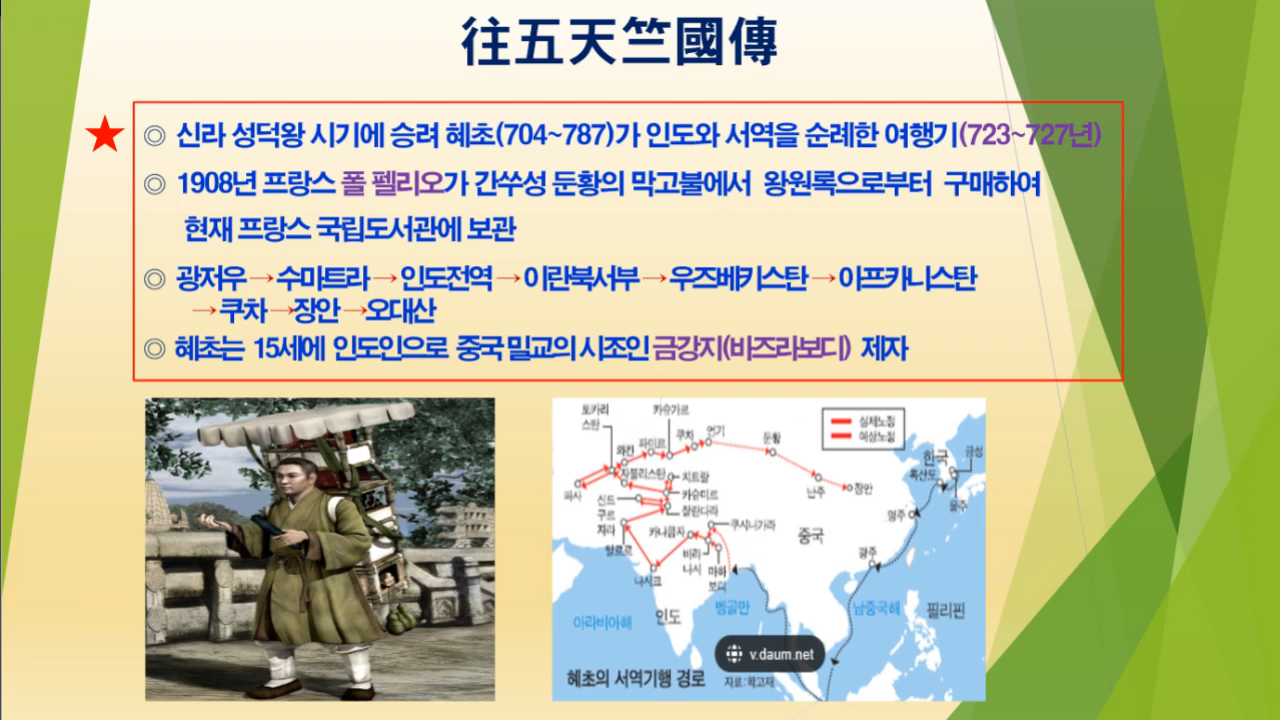 往五天竺國傳
★ ◎ 신라 성덕왕 시기에 승려 혜초(704~787)가 인도와 서역을 순례한 여행기(723~727년)
◎ 1908년 프랑스 폴 펠리오가 간쑤성 둔황의 막고불에서 왕원록으로부터 구매하여
현재 프랑스 국립도서관에 보관
◎ 광저우→수마트라→인도전역→이란북서부→우즈베키스탄→아프카니스탄
→쿠차→장안→오대산
◎ 혜초는 15세에 인도인으로 중국 밀교의 시조인 금강지(바즈라보디) 제자
토카리
스탄
카슈가르
와칸
파미르
쿠차
언기
둔황
실제노정
예상노정
한국
금성
흑산도
울주
파사
자불리스탄
치트랄
카슈미르
신드
구르
자라
잘란다라
난주
장안
명주
중국
카나굽자
쿠시나가라
알로르
바라
나시
마하
보디
광주
나시크
아라비아해
인도
벵골만
남중국해
필리핀
v.daum.net
혜초의 서역기행 경로
자료:학고재